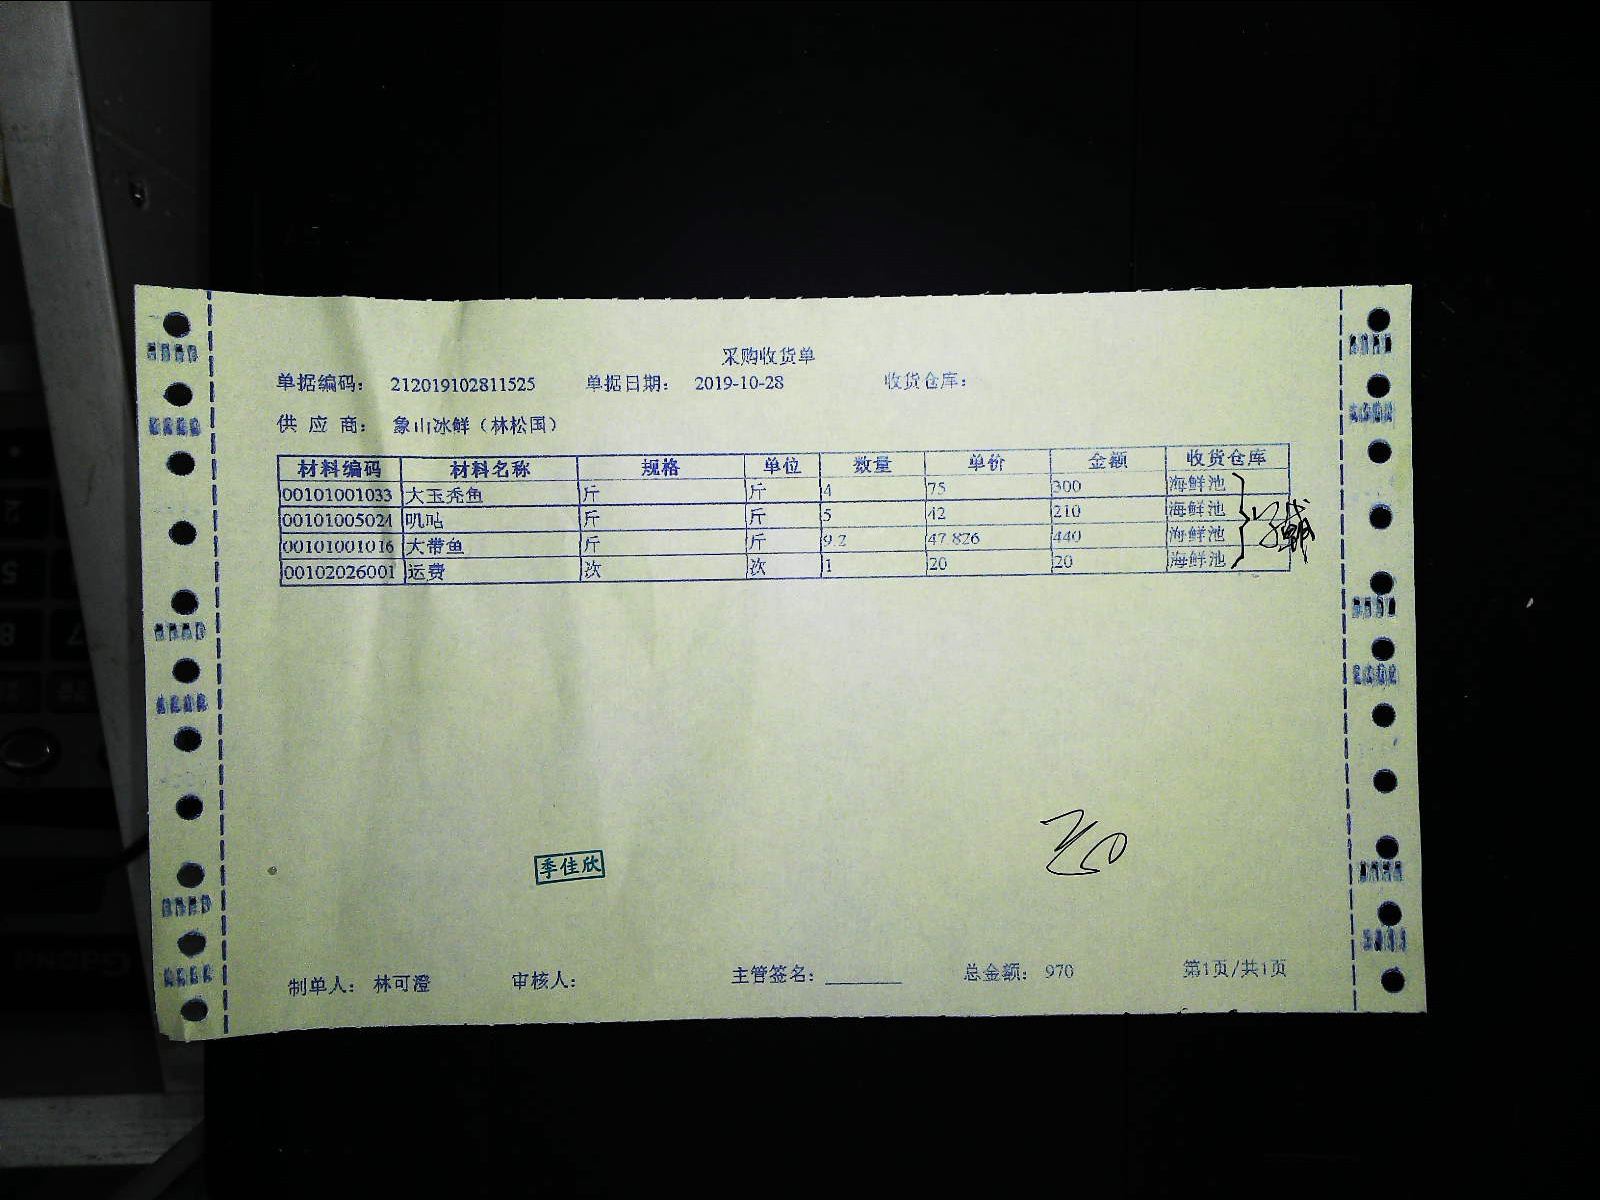 采购收货单
单据编码： 212019102811525 单据日期： 2019-10-28 收货仓库：
供 应 商： 象山冰鲜（林松国）
材料编码 材料名称 规格 单位 数量 单价 金额 收货仓库
00101001033 大玉秃鱼 斤 斤 4 75 300 海鲜池
00101005024 叽咕 斤 斤 5 42 210 海鲜池
00101001016 大带鱼 斤 斤 9.2 47.826 440 海鲜池
00102026001 运费 次 次 1 20 20 海鲜池
季佳欣
制单人： 林可澄 审核人： 主管签名：________ 总金额： 970 第1页/共1页